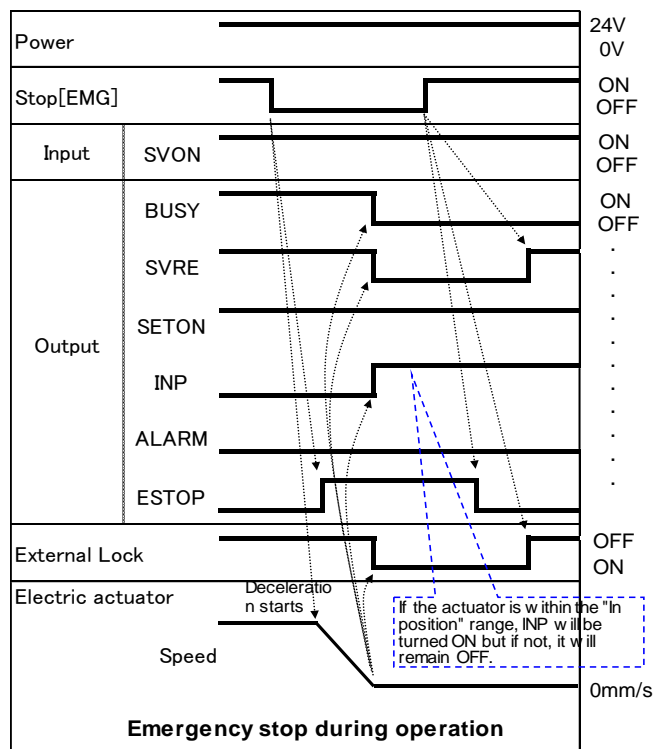 Power
24V
0V
Stop[EMG]
ON
OFF
Input
SVON
ON
OFF
Output
BUSY
ON
OFF
SVRE
SETON
INP
ALARM
ESTOP
External Lock
OFF
ON
Electric actuator
Deceleratio
n starts
If the actuator is within the "In
position" range, INP will be
turned ON but if not, it will
remain OFF.
Speed
0mm/s
Emergency stop during operation